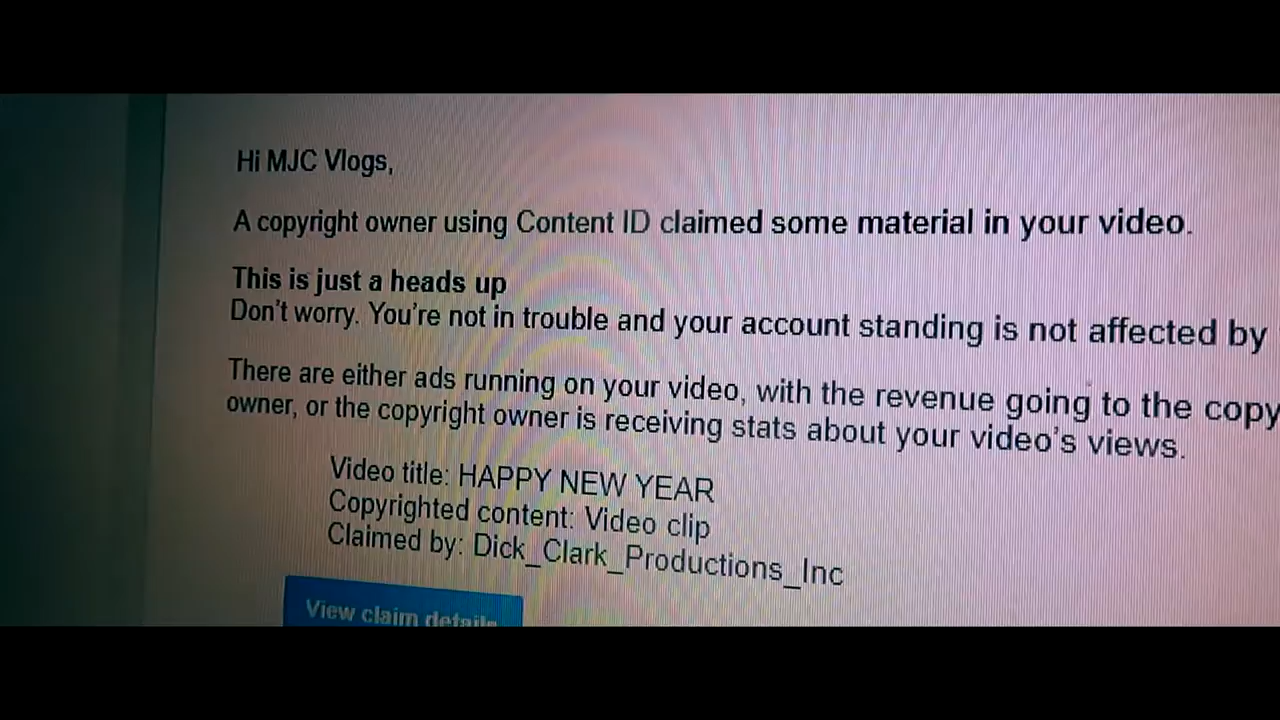 Hi MJC Vlogs,
A copyright owner using Content ID claimed some material in your video.
This is just a heads up
Don't worry. You're not in trouble and your account standing is not affected by
There are either ads running on your video, with the revenue going to the copy
owner, or the copyright owner is receiving stats about your video's views.
Video title: HAPPY NEW YEAR
Copyrighted content: Video clip
Claimed by: Dick_Clark_Productions_Inc
View claim details